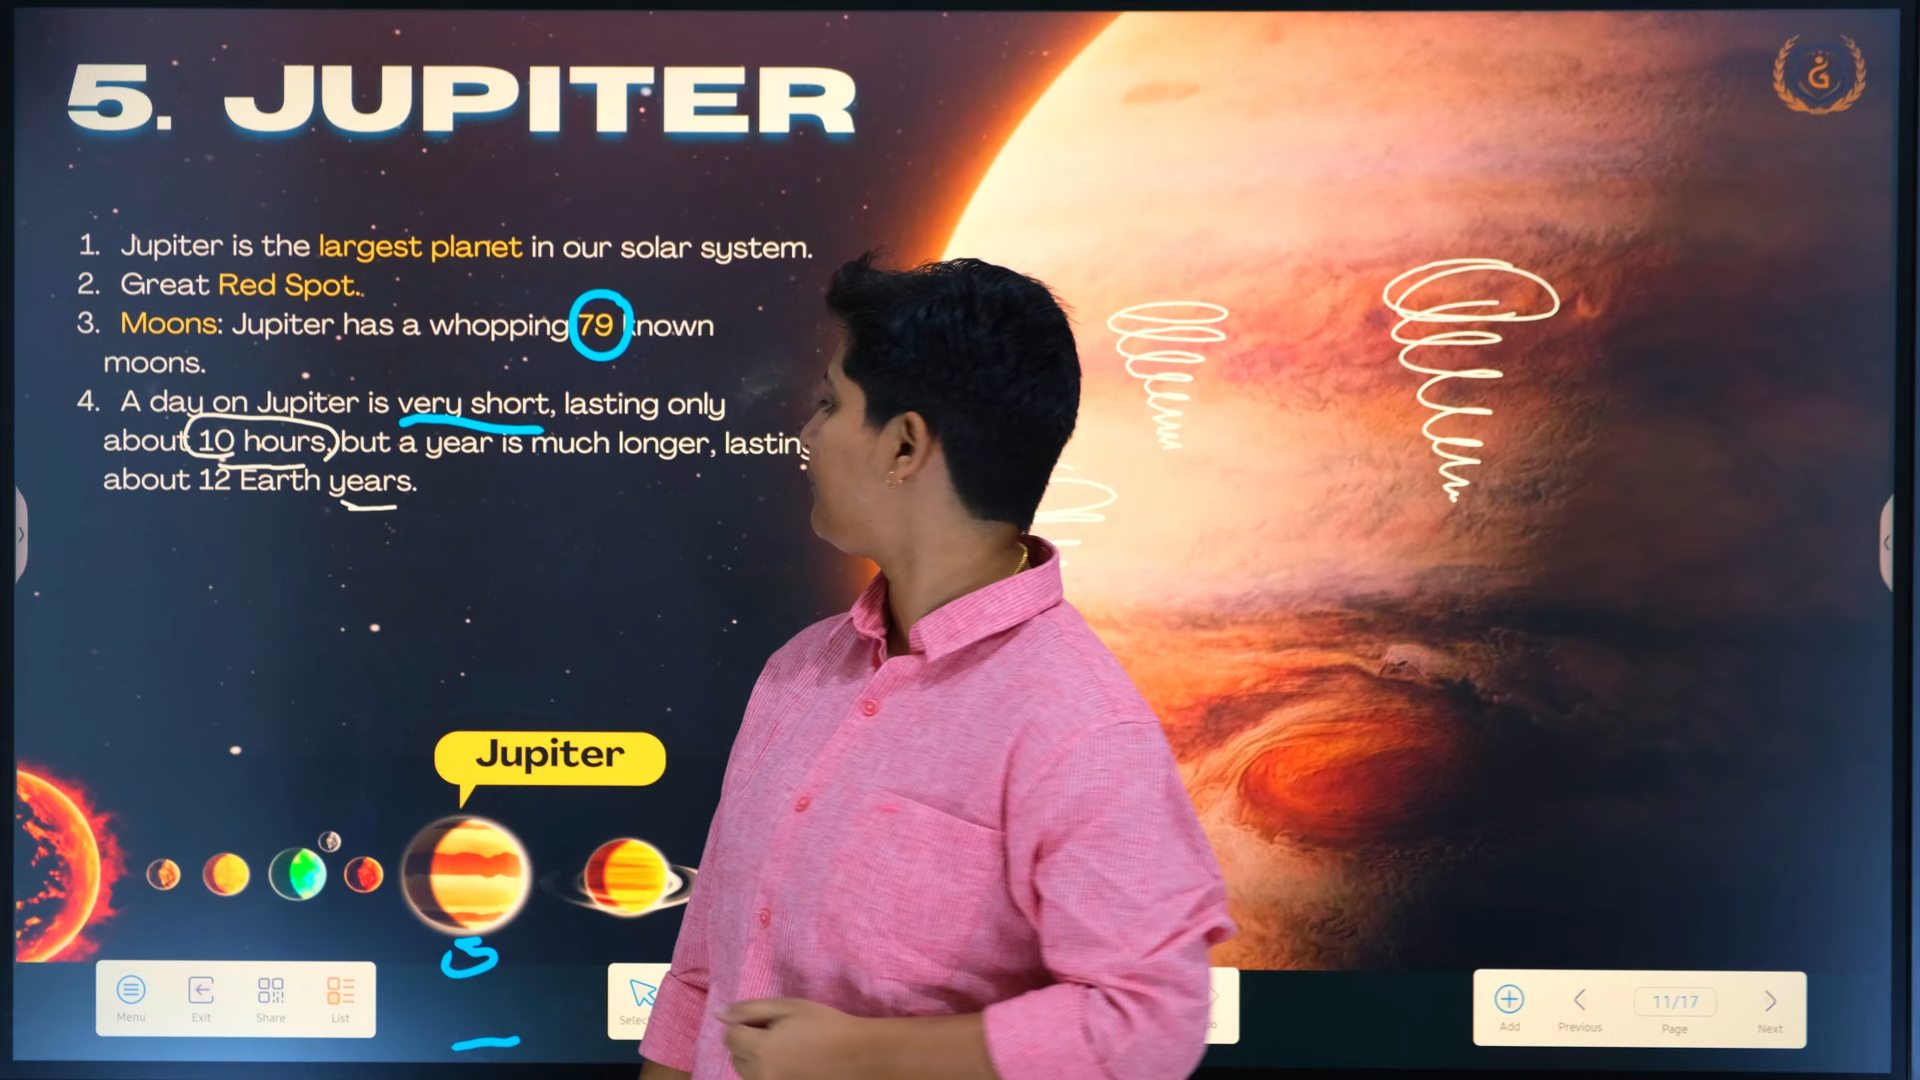 5. JUPITER
G
1. Jupiter is the largest planet in our solar system.
2. Great Red Spot.
3. Moons: Jupiter has a whopping 79 known
moons.
4. A day on Jupiter is very short, lasting only
about 10 hours, but a year is much longer, lasting
about 12 Earth years.
Jupiter
Menu Exit Share List
Add Previous 11/17 Page Next